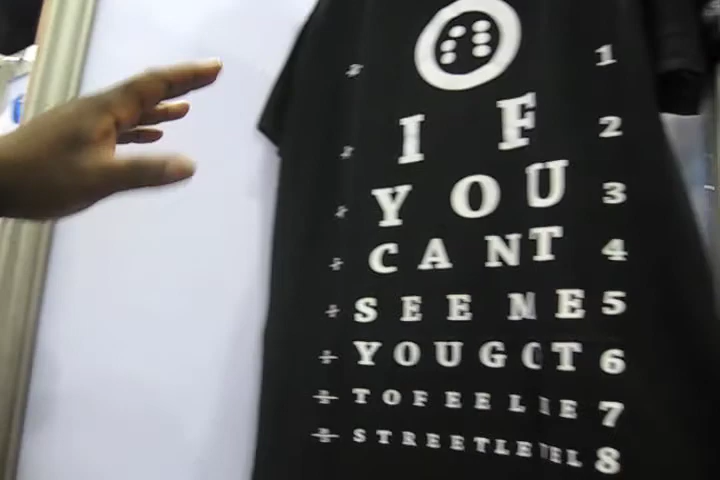 1
I F 2
Y O U 3
C A N T 4
S E E M E 5
Y O U G O T 6
T O F E E L M E 7
S T R E E T L E V E L 8